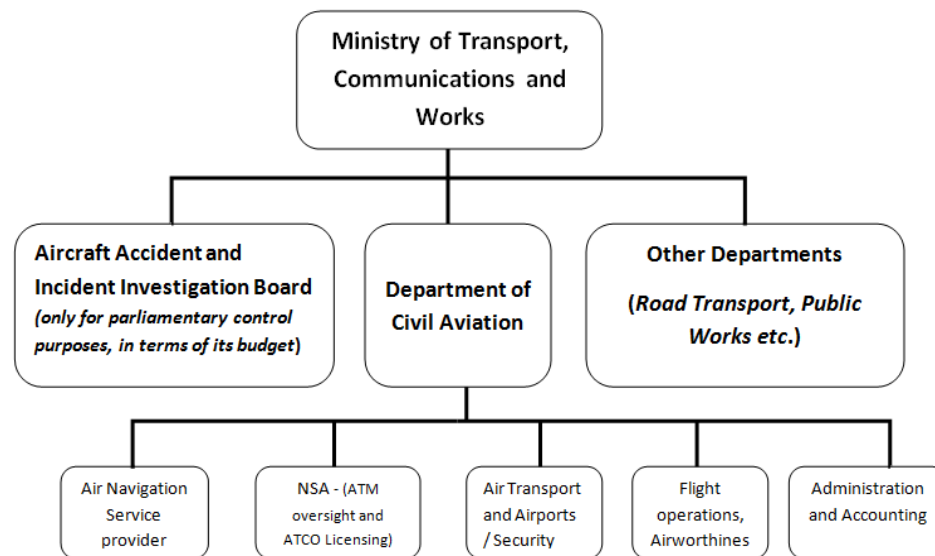 Ministry of Transport,
Communications and
Works
Aircraft Accident and
Incident Investigation Board
(only for parliamentary control
purposes, in terms of its budget)
Department of
Civil Aviation
Other Departments
(Road Transport, Public
Works etc.)
Air Navigation
Service
provider
NSA - (ATM
oversight and
ATCO Licensing)
Air Transport
and Airports
/ Security
Flight
operations,
Airworthines
Administration
and Accounting